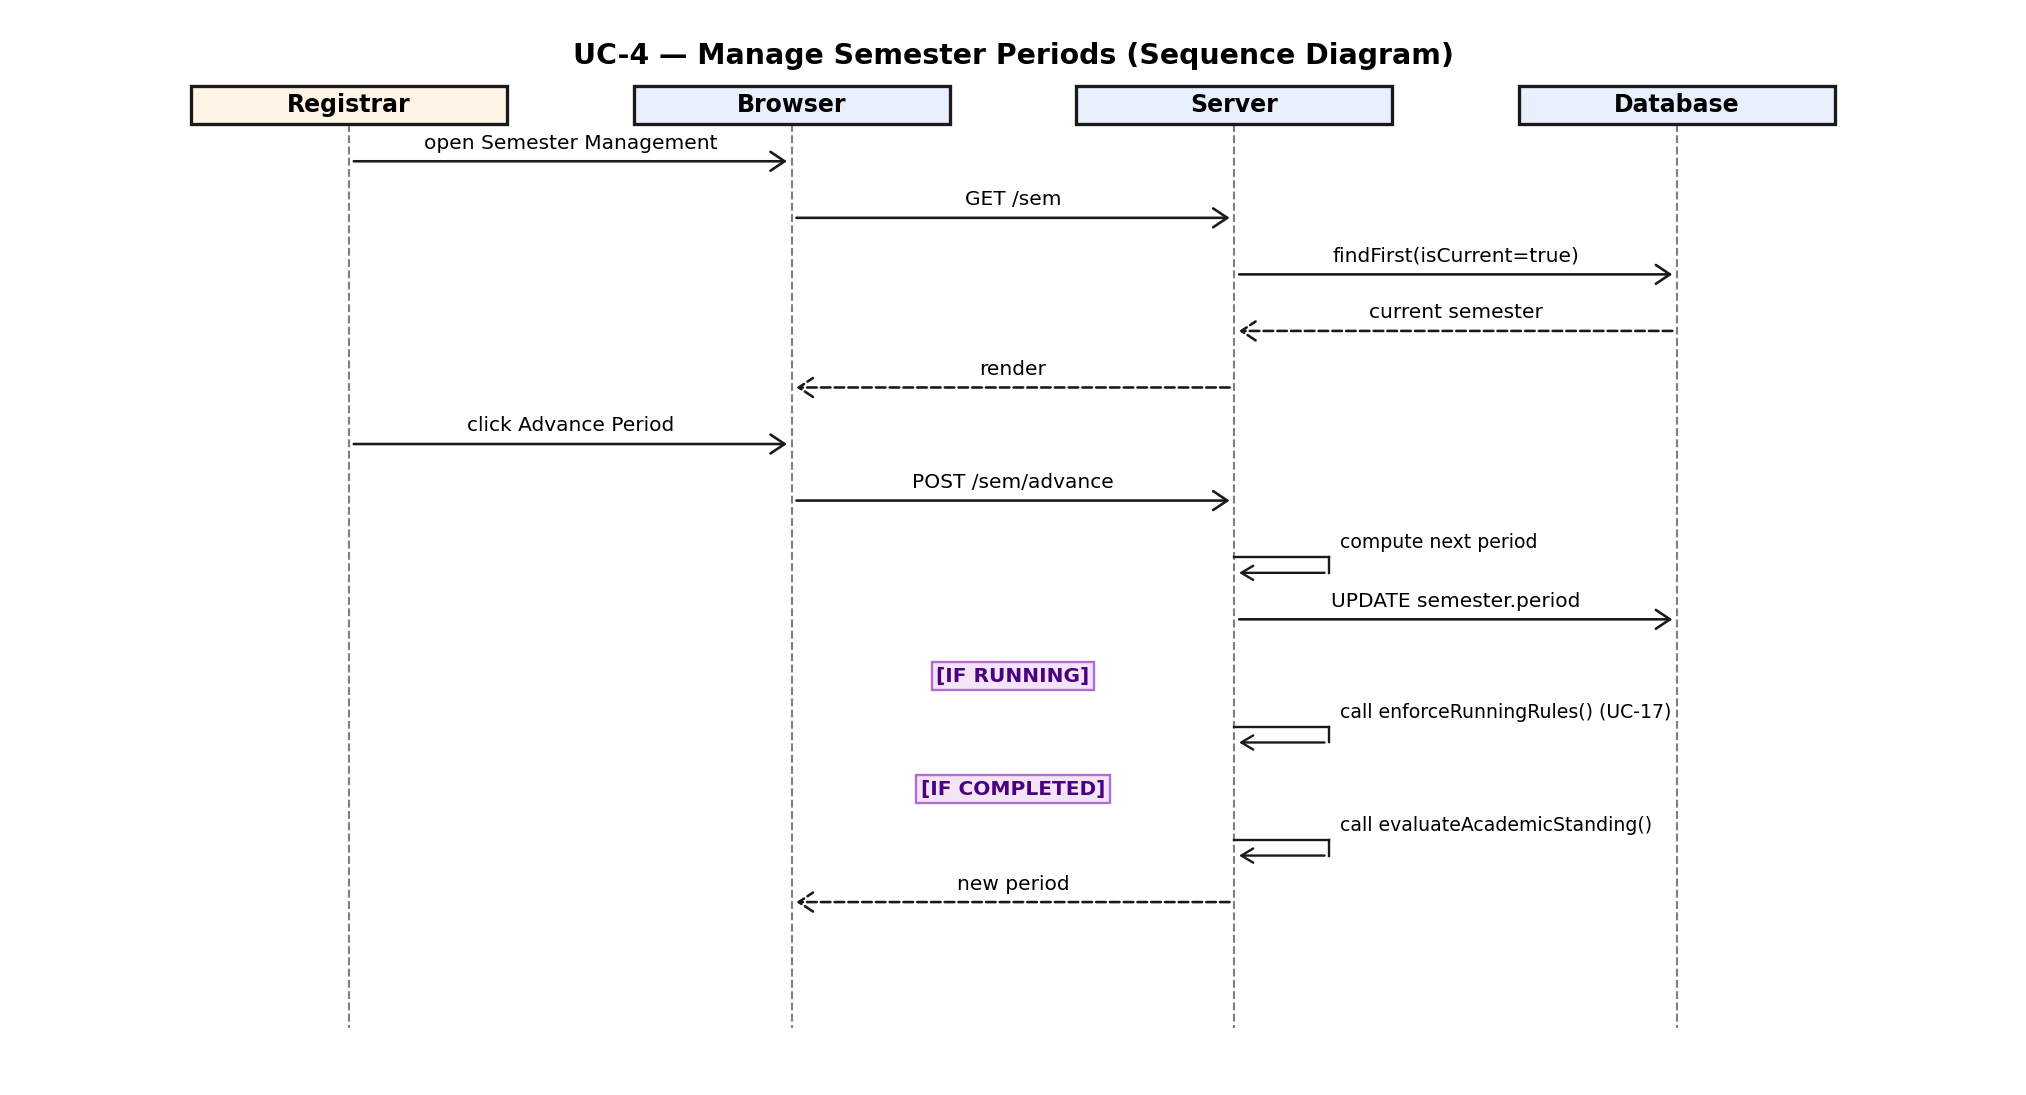 UC-4 — Manage Semester Periods (Sequence Diagram)
Registrar
Browser
Server
Database
open Semester Management
GET /sem
findFirst(isCurrent=true)
current semester
render
click Advance Period
POST /sem/advance
compute next period
UPDATE semester.period
[IF RUNNING]
call enforceRunningRules() (UC-17)
[IF COMPLETED]
call evaluateAcademicStanding()
new period